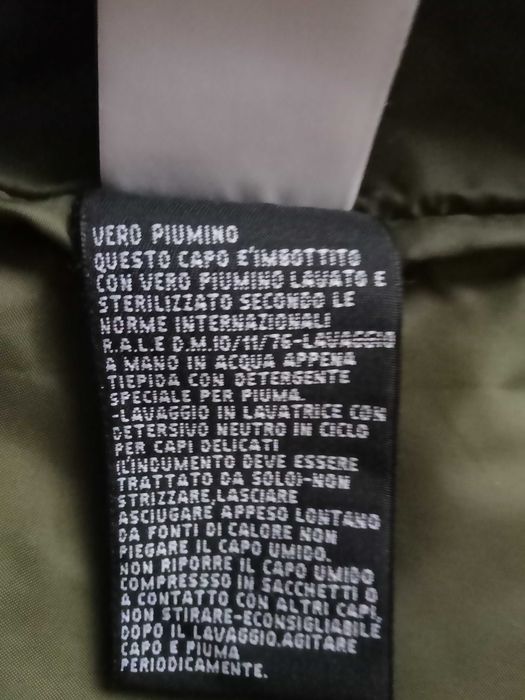 VERO PIUMINO
QUESTO CAPO E'IMBOTTITO
CON VERO PIUMINO LAVATO E
STERILIZZATO SECONDO LE
NORME INTERNAZIONALI
R.A.L.E D.M.10/11/76-LAVAGGIO
A MANO IN ACQUA APPENA
TIEPIDA CON DETERGENTE
SPECIALE PER PIUMA.
-LAVAGGIO IN LAVATRICE CON
DETERSIVO NEUTRO IN CICLO
PER CAPI DELICATI
(L'INDUMENTO DEVE ESSERE
TRATTATO DA SOLO)-NON
STRIZZARE,LASCIARE
ASCIUGARE APPESO LONTANO
DA FONTI DI CALORE NON
PIEGARE IL CAPO UMIDO.
NON RIPORRE IL CAPO UMIDO
COMPRESSSO IN SACCHETTI O
A CONTATTO CON ALTRI CAPI,
NON STIRARE-ECONSIGLIABILE
DOPO IL LAVAGGIO,AGITARE
CAPO E PIUMA
PERIODICAMENTE.